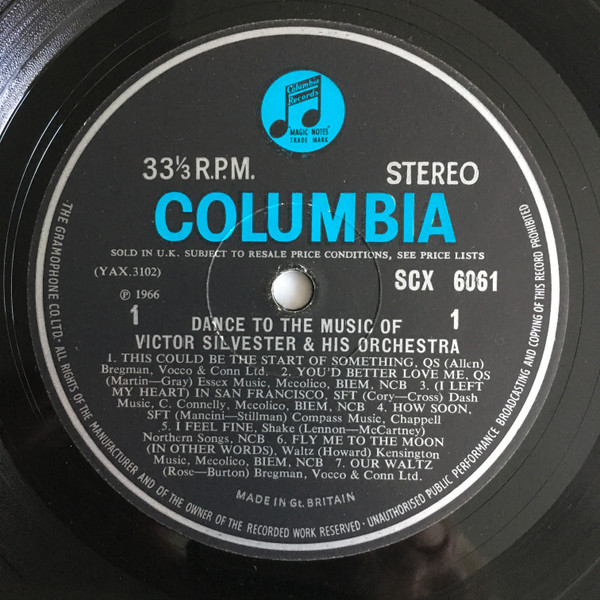 Columbia
Records
MAGIC NOTES
TRADE MARK
33⅓ R.P.M. STEREO
COLUMBIA
SOLD IN U.K. SUBJECT TO RESALE PRICE CONDITIONS, SEE PRICE LISTS
(YAX.3102) SCX 6061
℗ 1966
1 1
DANCE TO THE MUSIC OF
VICTOR SILVESTER & HIS ORCHESTRA
1. THIS COULD BE THE START OF SOMETHING, QS (Allen)
Bregman, Vocco & Conn Ltd. 2. YOU'D BETTER LOVE ME, QS
(Martin—Gray) Essex Music, Mecolico, BIEM, NCB 3. (I LEFT
MY HEART) IN SAN FRANCISCO, SFT (Cory—Cross) Dash
Music, C. Connelly, Mecolico, BIEM, NCB 4. HOW SOON,
SFT (Mancini—Stillman) Compass Music, Chappell
5. I FEEL FINE, Shake (Lennon—McCartney)
Northern Songs, NCB 6. FLY ME TO THE MOON
(IN OTHER WORDS), Waltz (Howard) Kensington
Music, Mecolico, BIEM, NCB 7. OUR WALTZ
(Rose—Burton) Bregman, Vocco & Conn Ltd.
MADE IN Gt. BRITAIN
THE GRAMOPHONE CO. LTD. · ALL RIGHTS OF THE MANUFACTURER AND OF THE OWNER OF THE RECORDED WORK RESERVED · UNAUTHORISED PUBLIC PERFORMANCE BROADCASTING AND COPYING OF THIS RECORD PROHIBITED